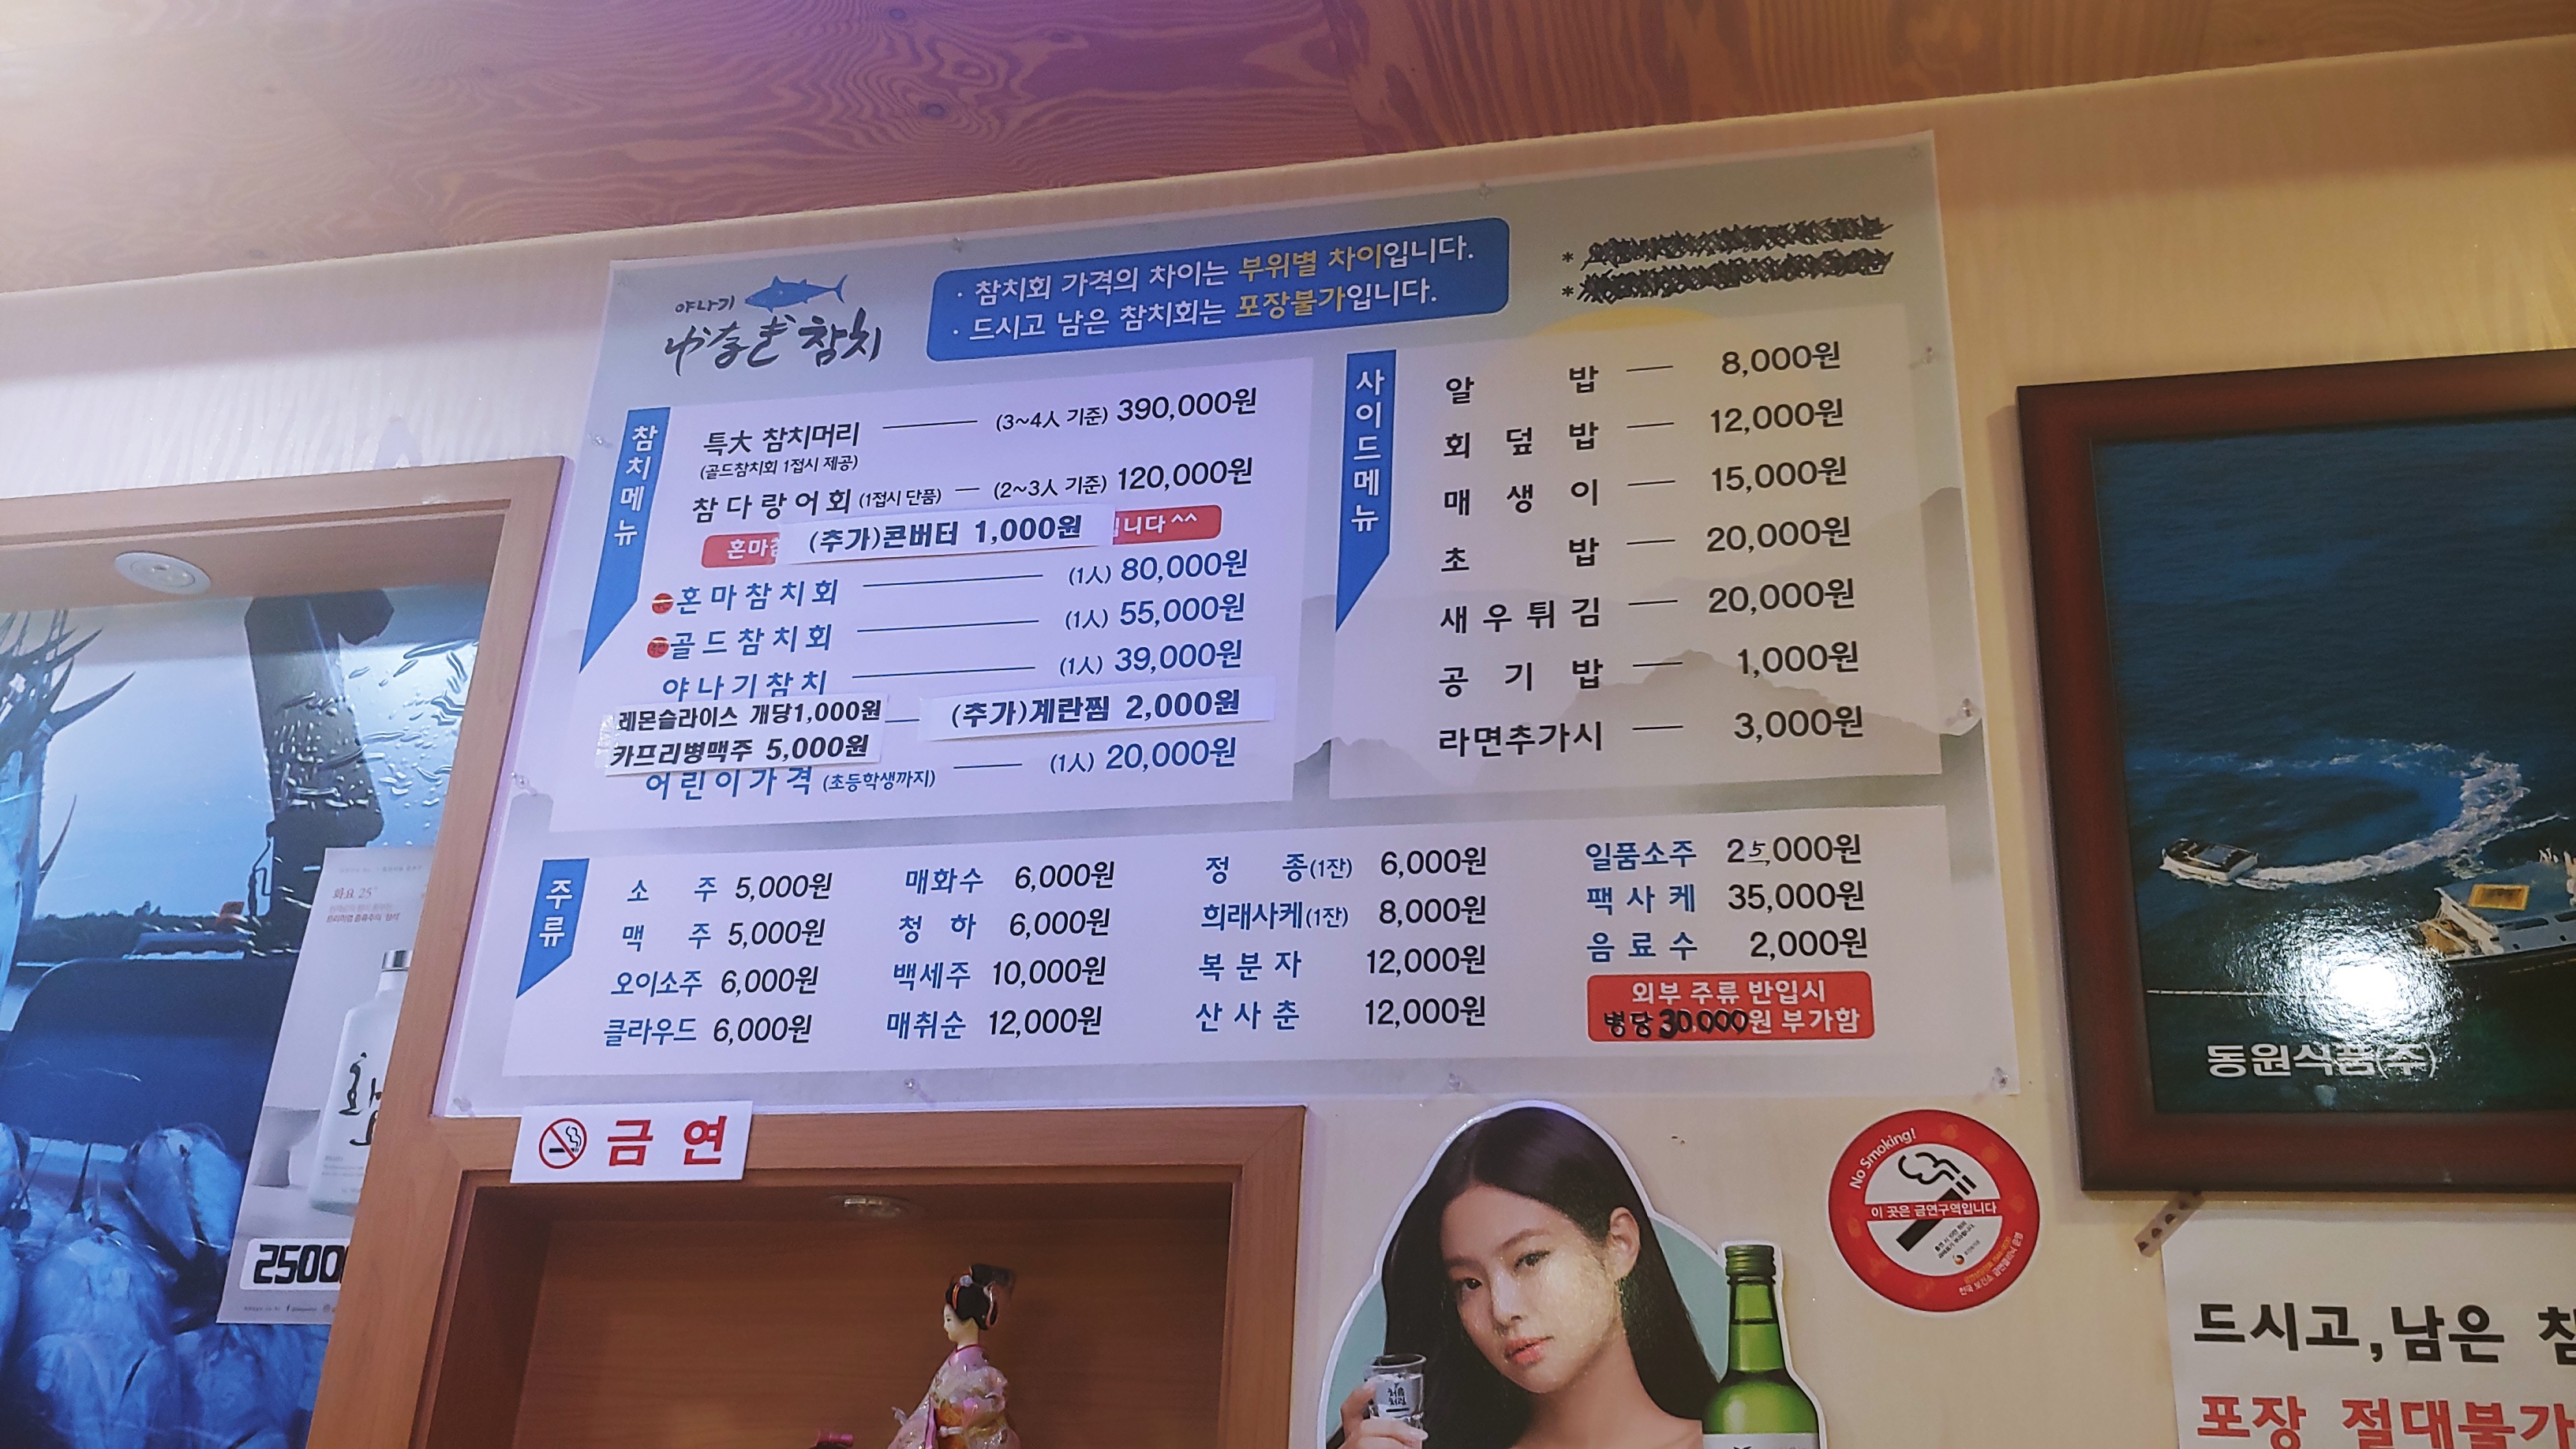 야나기
やなぎ 참치
· 참치회 가격의 차이는 부위별 차이입니다.
· 드시고 남은 참치회는 포장불가입니다.
*
*
참치메뉴
특大 참치머리 (3~4人 기준) 390,000원
(골드참치회 1접시 제공)
참다랑어회 (1접시 단품) (2~3人 기준) 120,000원
혼마 (추가)콘버터 1,000원 니다 ^^
혼마참치회 (1人) 80,000원
골드참치회 (1人) 55,000원
야나기참치 (1人) 39,000원
레몬슬라이스 개당1,000원 (추가)계란찜 2,000원
카프리병맥주 5,000원
어린이가격 (초등학생까지) (1人) 20,000원
사이드메뉴
알밥 8,000원
회덮밥 12,000원
매생이 15,000원
초밥 20,000원
새우튀김 20,000원
공기밥 1,000원
라면추가시 3,000원
주류
소주 5,000원 매화수 6,000원 정종(1잔) 6,000원 일품소주 25,000원
맥주 5,000원 청하 6,000원 희래사케(1잔) 8,000원 팩사케 35,000원
오이소주 6,000원 백세주 10,000원 복분자 12,000원 음료수 2,000원
클라우드 6,000원 매취순 12,000원 산사춘 12,000원
외부 주류 반입시
병당 30.000원 부가함
금연
화요 25°
25000
동원식품(주)
No Smoking!
이 곳은 금연구역입니다
드시고, 남은 참
포장 절대불가